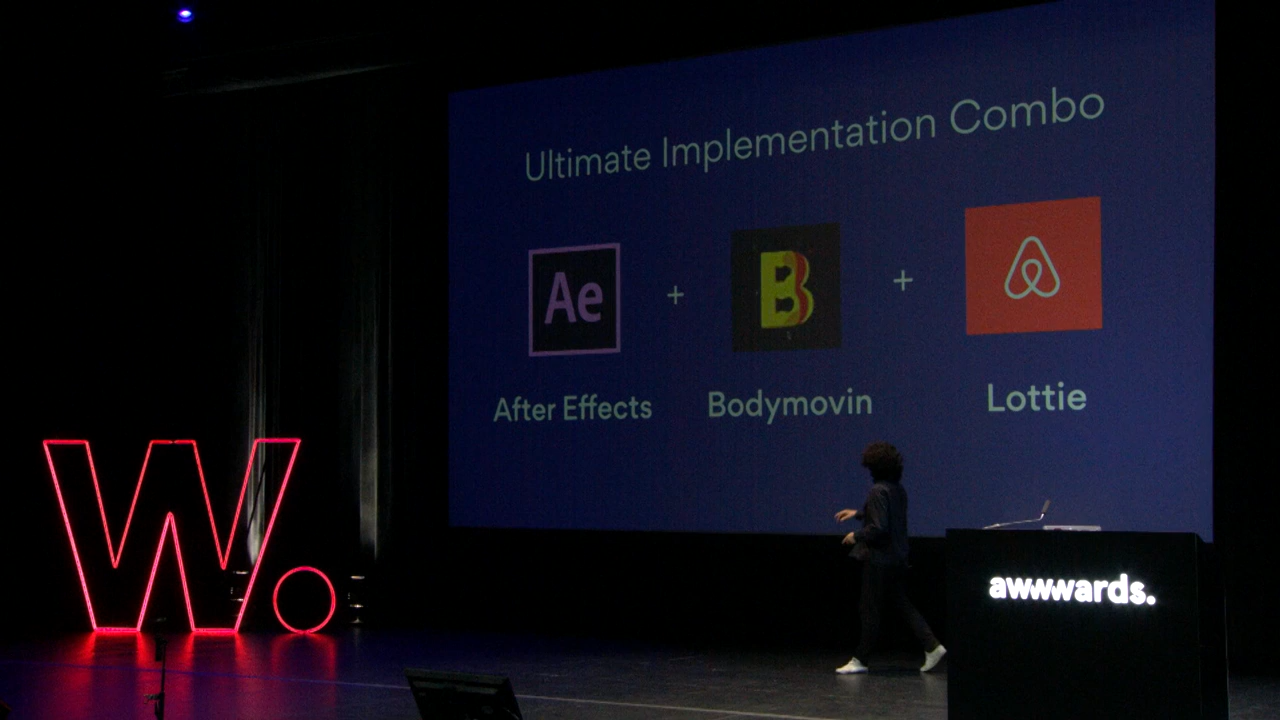 Ultimate Implementation Combo
Ae + B +
After Effects Bodymovin Lottie
W.
awwwards.